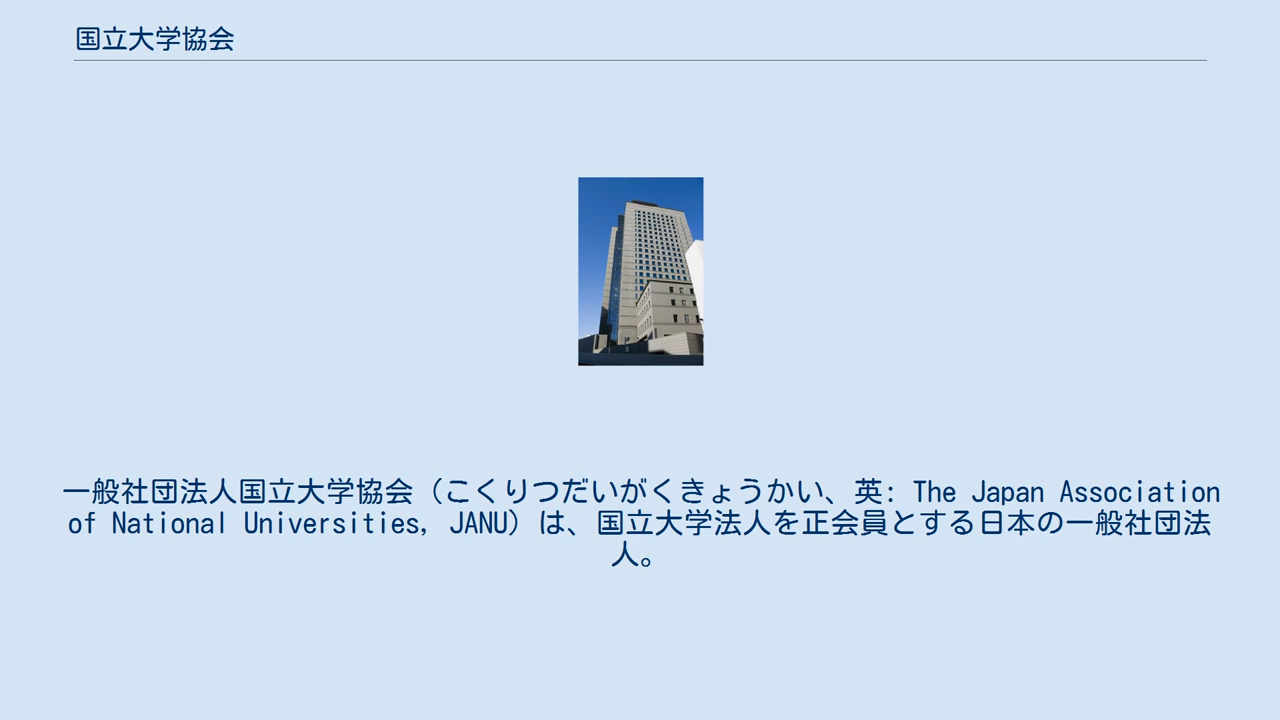 国立大学協会
一般社団法人国立大学協会（こくりつだいがくきょうかい、英: The Japan Association
of National Universities, JANU）は、国立大学法人を正会員とする日本の一般社団法
人。